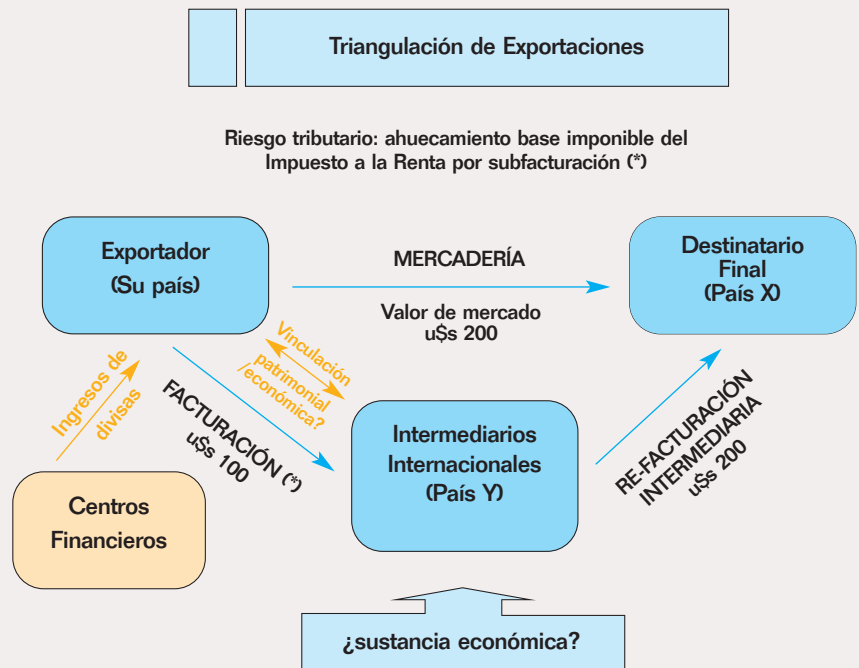 Triangulación de Exportaciones
Riesgo tributario: ahuecamiento base imponible del
Impuesto a la Renta por subfacturación (*)
Exportador
(Su país)
MERCADERÍA
Valor de mercado
u$s 200
Destinatario
Final
(País X)
Ingresos de
divisas
FACTURACIÓN (*)
u$s 100
Vinculación
patrimonial
/económica?
Intermediarios
Internacionales
(País Y)
RE-FACTURACIÓN
INTERMEDIARIA
u$s 200
Centros
Financieros
¿sustancia económica?